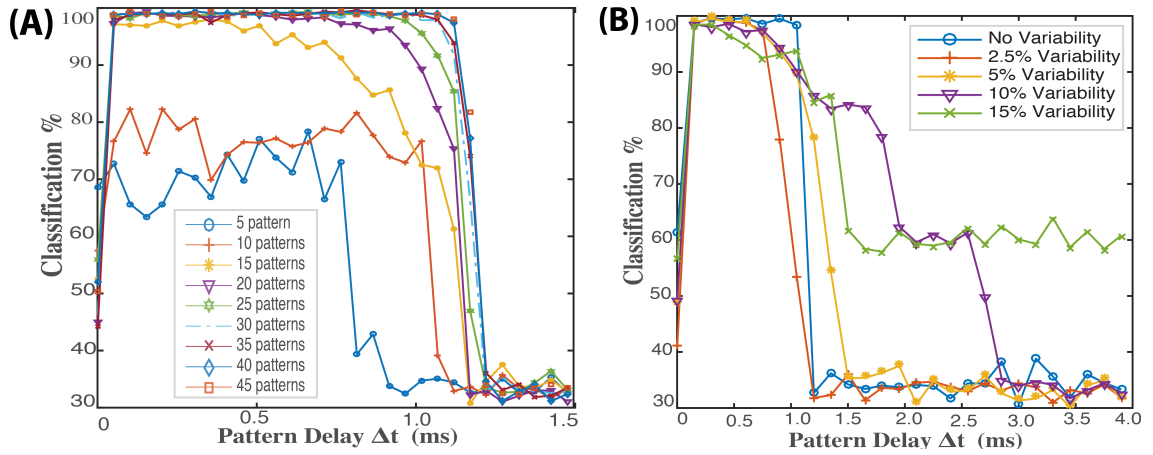 (A)
Classification %
100
90
80
70
60
50
40
30
0
0.5
1.0
1.5
Pattern Delay Δt (ms)
5 pattern
10 patterns
15 patterns
20 patterns
25 patterns
30 patterns
35 patterns
40 patterns
45 patterns
(B)
Classification %
100
90
80
70
60
50
40
30
0
0.5
1.0
1.5
2.0
2.5
3.0
3.5
4.0
Pattern Delay Δt (ms)
No Variability
2.5% Variability
5% Variability
10% Variability
15% Variability